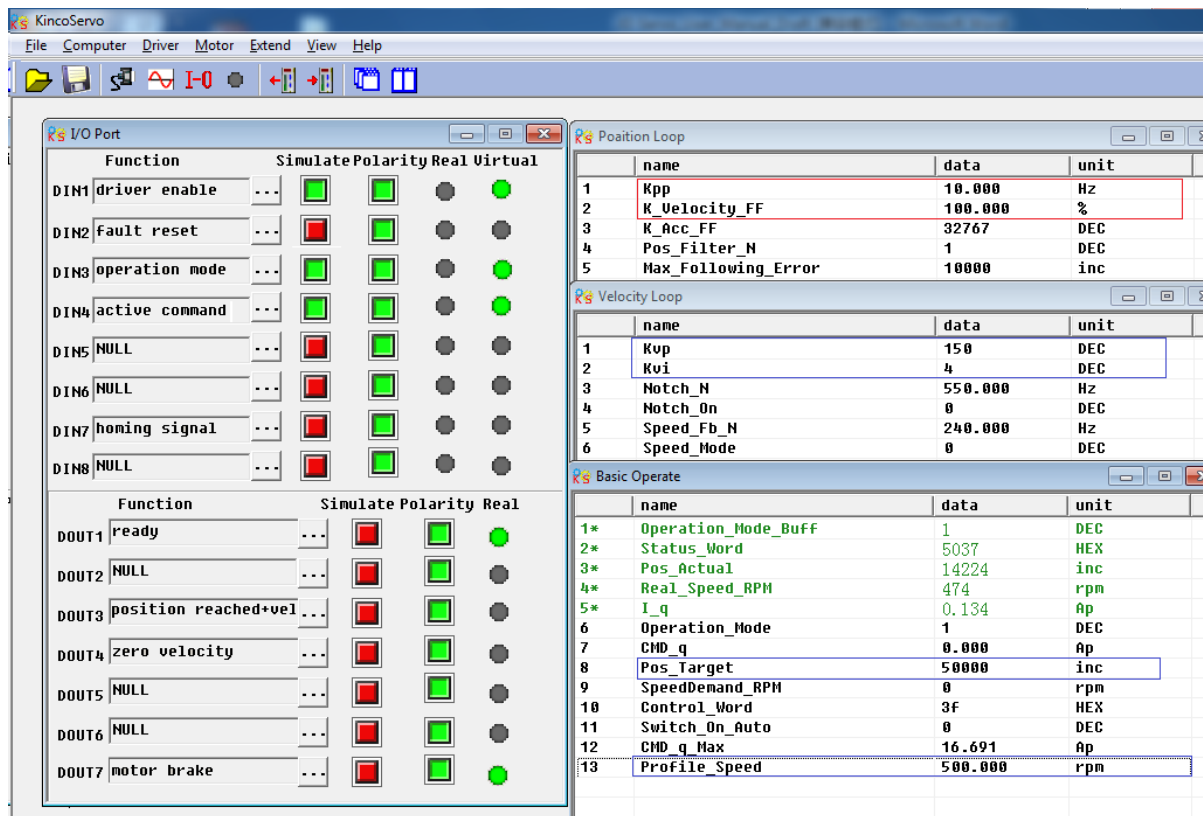 KincoServo
File Computer Driver Motor Extend View Help
I-O
I/O Port
Function Simulate Polarity Real Virtual
DIN1 driver enable ...
DIN2 fault reset ...
DIN3 operation mode ...
DIN4 active command ...
DIN5 NULL ...
DIN6 NULL ...
DIN7 homing signal ...
DIN8 NULL ...
Function Simulate Polarity Real
DOUT1 ready ...
DOUT2 NULL ...
DOUT3 position reached+vel ...
DOUT4 zero velocity ...
DOUT5 NULL ...
DOUT6 NULL ...
DOUT7 motor brake ...
Poaition Loop
name data unit
1 Kpp 10.000 Hz
2 K_Velocity_FF 100.000 %
3 K_Acc_FF 32767 DEC
4 Pos_Filter_N 1 DEC
5 Max_Following_Error 10000 inc
Velocity Loop
name data unit
1 Kvp 150 DEC
2 Kvi 4 DEC
3 Notch_N 550.000 Hz
4 Notch_On 0 DEC
5 Speed_Fb_N 240.000 Hz
6 Speed_Mode 0 DEC
Basic Operate
name data unit
1* Operation_Mode_Buff 1 DEC
2* Status_Word 5037 HEX
3* Pos_Actual 14224 inc
4* Real_Speed_RPM 474 rpm
5* I_q 0.134 Ap
6 Operation_Mode 1 DEC
7 CMD_q 0.000 Ap
8 Pos_Target 50000 inc
9 SpeedDemand_RPM 0 rpm
10 Control_Word 3f HEX
11 Switch_On_Auto 0 DEC
12 CMD_q_Max 16.691 Ap
13 Profile_Speed 500.000 rpm